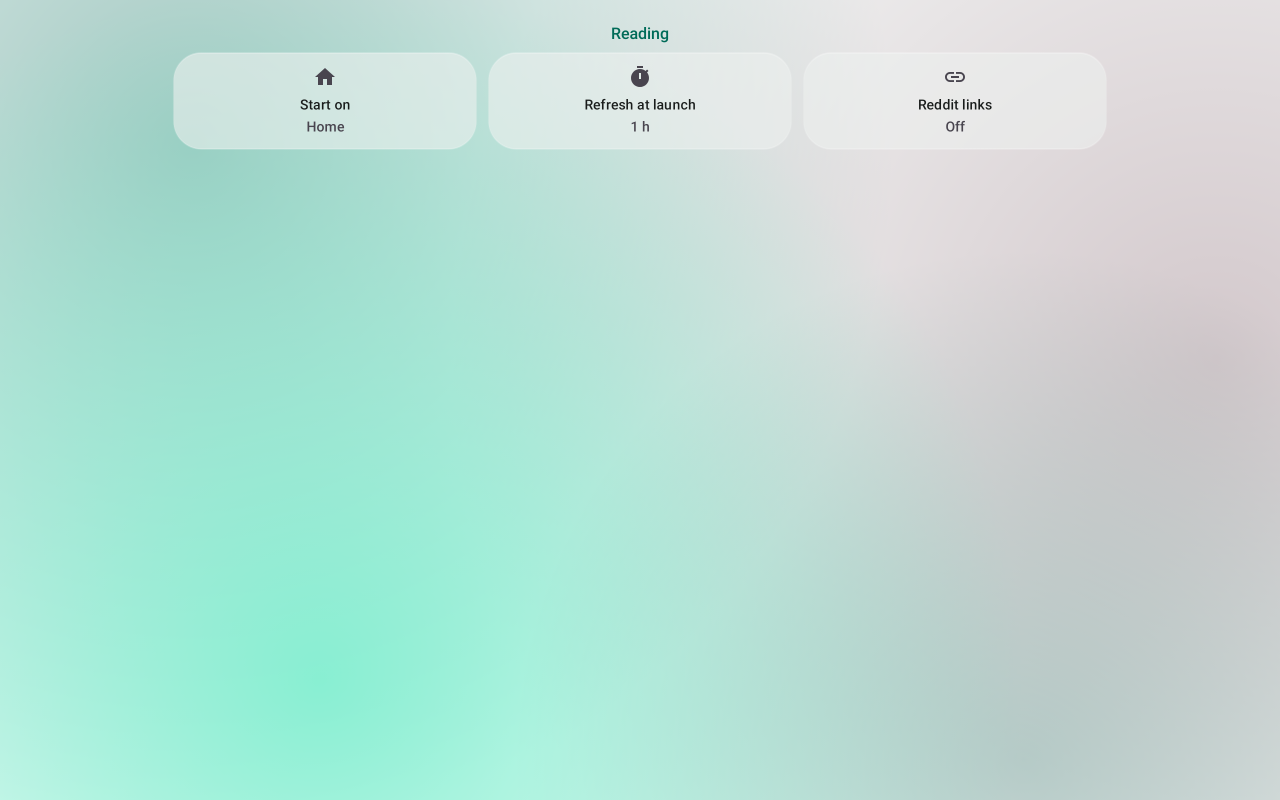 Reading
Start on
Home
Refresh at launch
1 h
Reddit links
Off